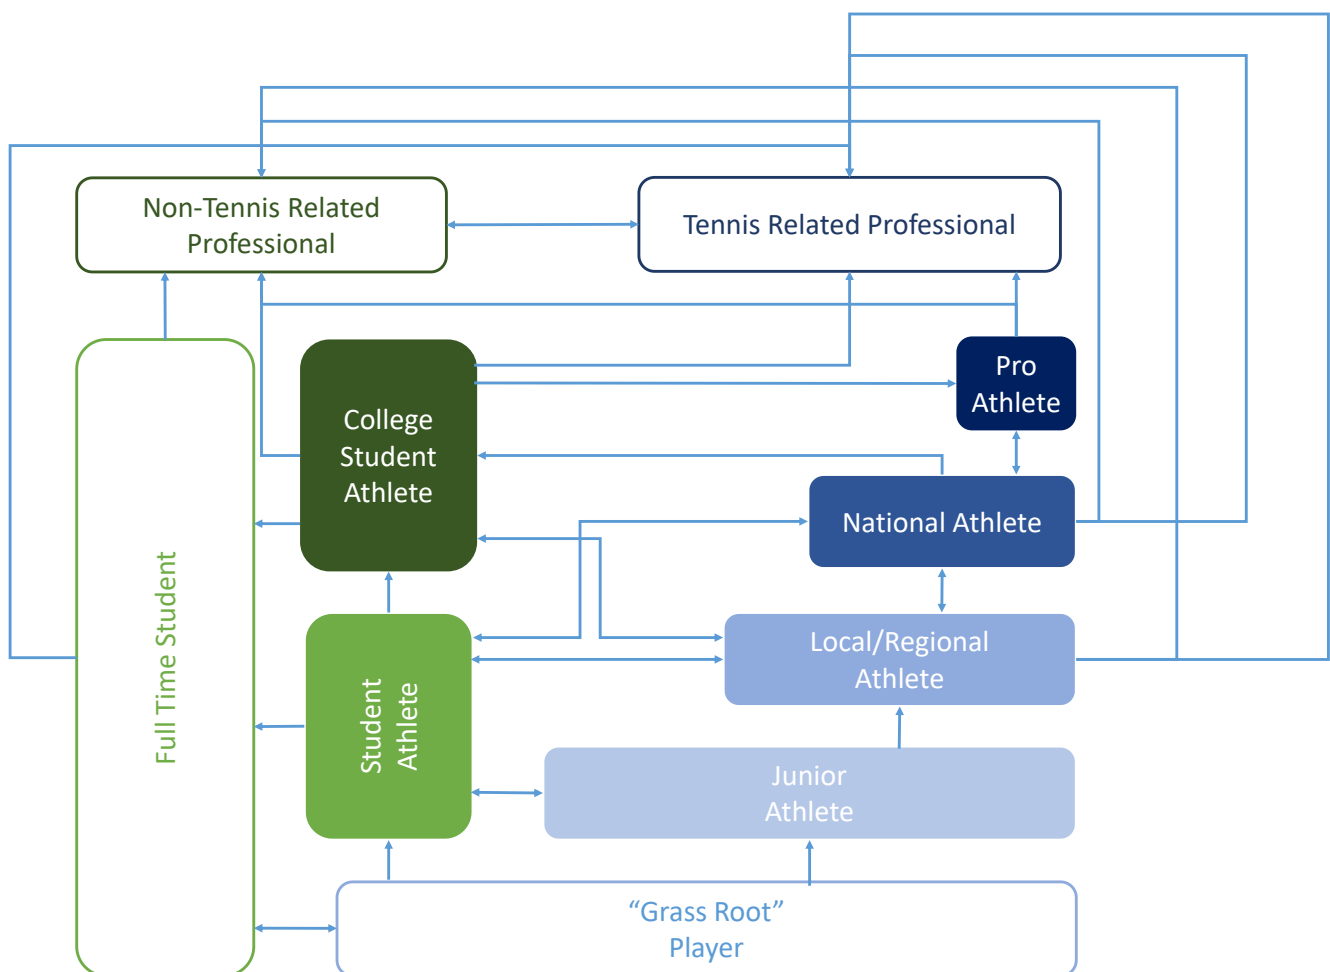 Non-Tennis Related
Professional
Tennis Related Professional
Pro
Athlete
College
Student
Athlete
National Athlete
Full Time Student
Local/Regional
Athlete
Student
Athlete
Junior
Athlete
“Grass Root”
Player